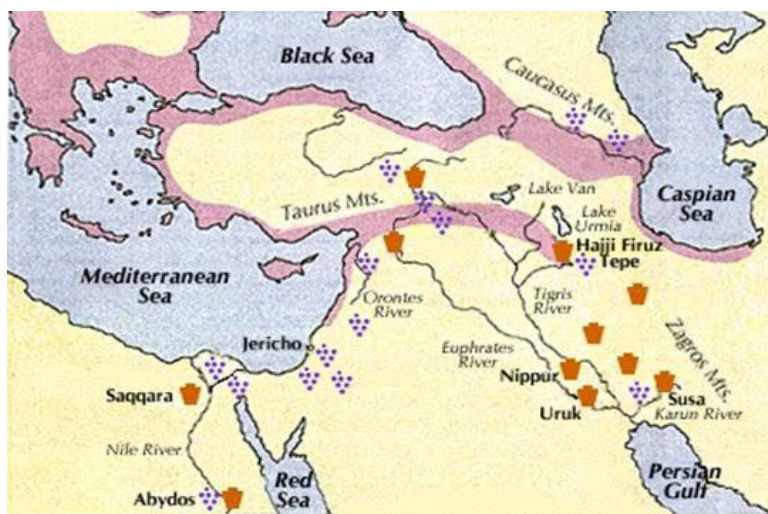 Black Sea
Caucasus Mts.
Caspian
Sea
Taurus Mts.
Lake Van
Lake
Urmia
Hajji Firuz
Tepe
Mediterranean
Sea
Orontes
River
Tigris
River
Jericho
Euphrates
River
Zagros Mts.
Nippur
Saqqara
Uruk
Susa
Karun River
Nile River
Red
Sea
Persian
Gulf
Abydos